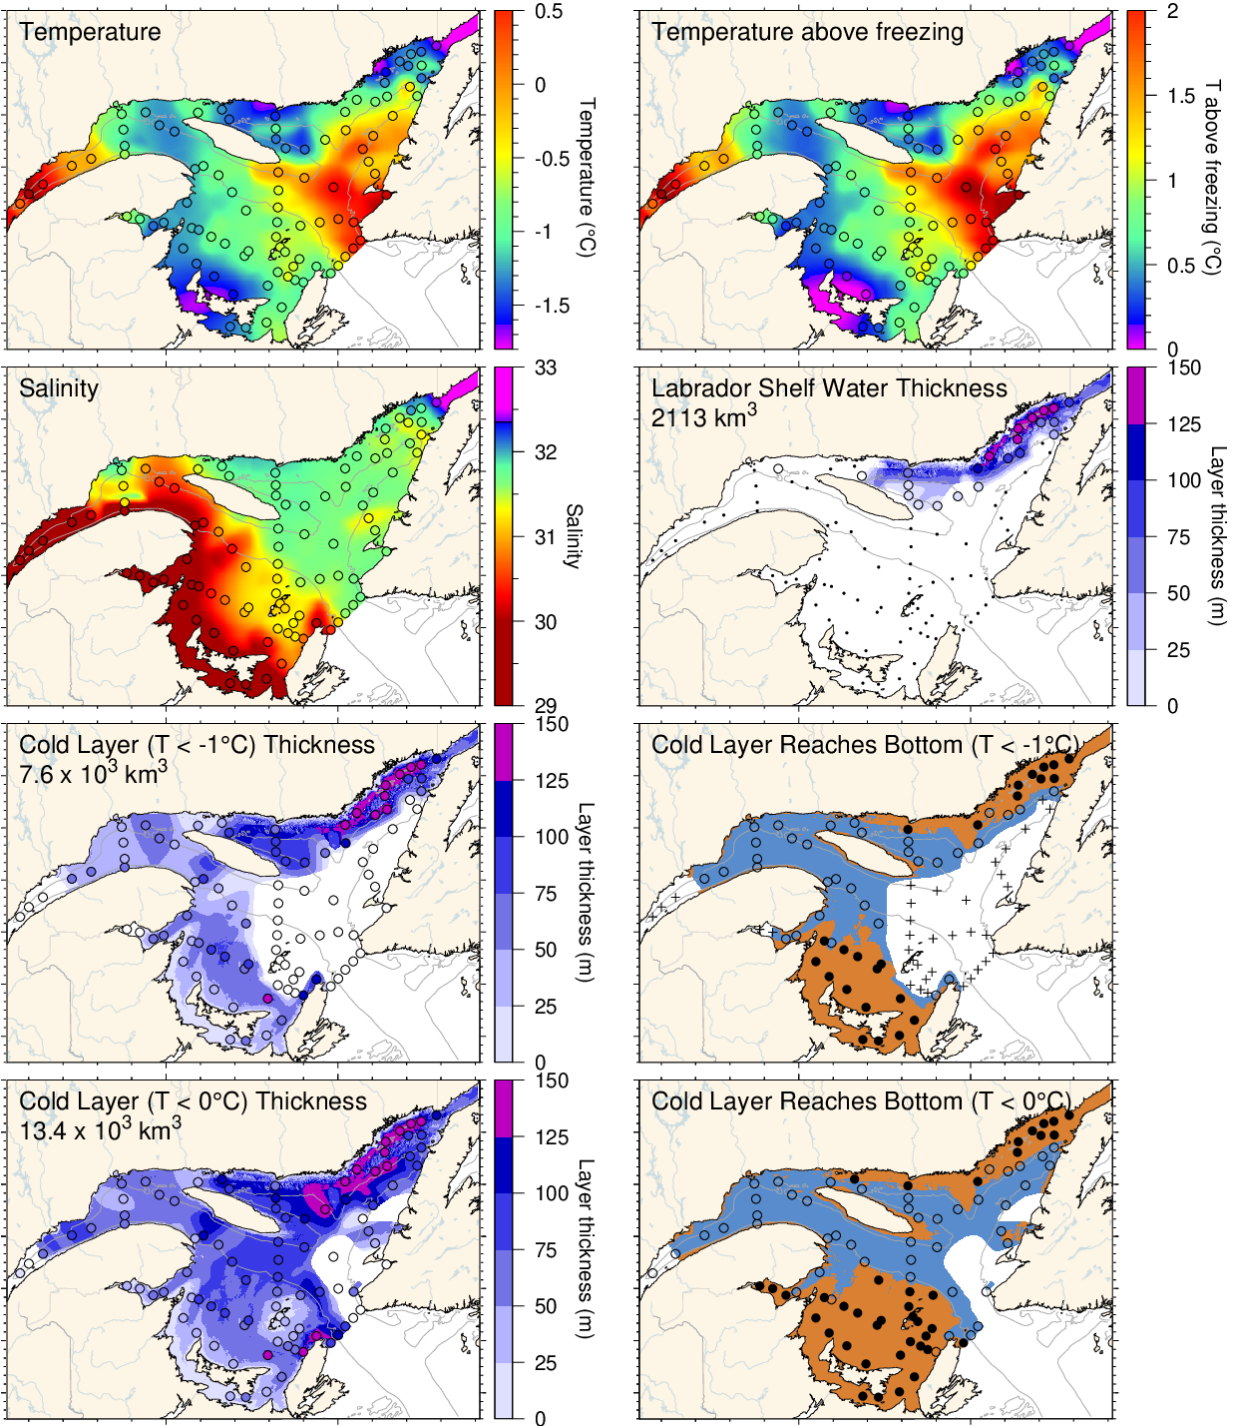 Temperature
0.5
0
-0.5
-1
-1.5
Temperature (°C)
Temperature above freezing
2
1.5
1
0.5
0
T above freezing (°C)
Salinity
33
32
31
30
29
Salinity
Labrador Shelf Water Thickness
2113 km³
150
125
100
75
50
25
0
Layer thickness (m)
Cold Layer (T < -1°C) Thickness
7.6 x 10³ km³
150
125
100
75
50
25
0
Layer thickness (m)
Cold Layer Reaches Bottom (T < -1°C)
Cold Layer (T < 0°C) Thickness
13.4 x 10³ km³
150
125
100
75
50
25
0
Layer thickness (m)
Cold Layer Reaches Bottom (T < 0°C)